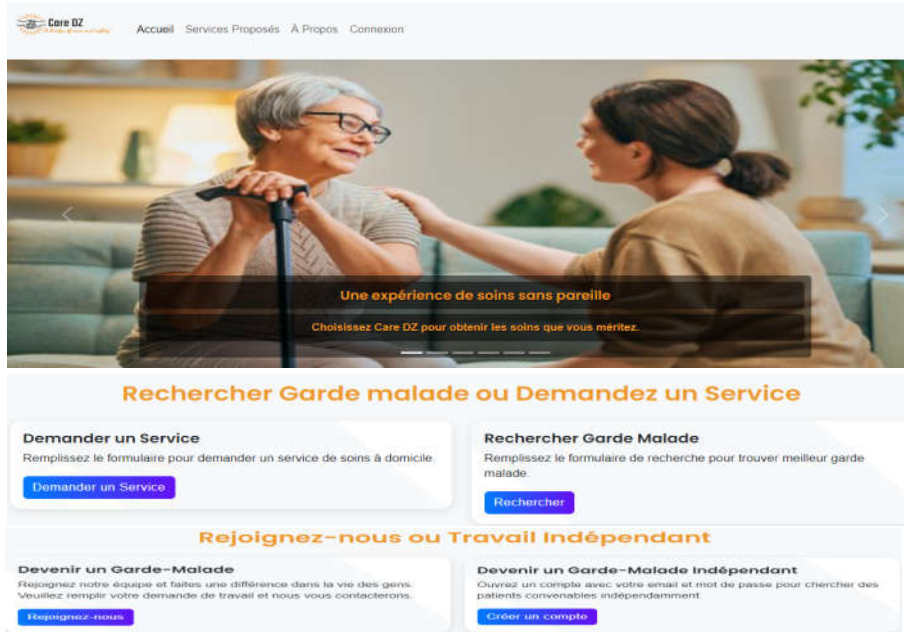 Care DZ
Accueil Services Proposés À Propos Connexion
Une expérience de soins sans pareille
Choisissez Care DZ pour obtenir les soins que vous méritez.
Rechercher Garde malade ou Demandez un Service
Demander un Service
Remplissez le formulaire pour demander un service de soins à domicile.
Demander un Service
Rechercher Garde Malade
Remplissez le formulaire de recherche pour trouver meilleur garde
malade.
Rechercher
Rejoignez-nous ou Travail Indépendant
Devenir un Garde-Malade
Rejoignez notre équipe et faites une différence dans la vie des gens.
Veuillez remplir votre demande de travail et nous vous contacterons.
Rejoignez-nous
Devenir un Garde-Malade Indépendant
Ouvrez un compte avec votre email et mot de passe pour chercher des
patients convenables indépendamment
Créer un compte